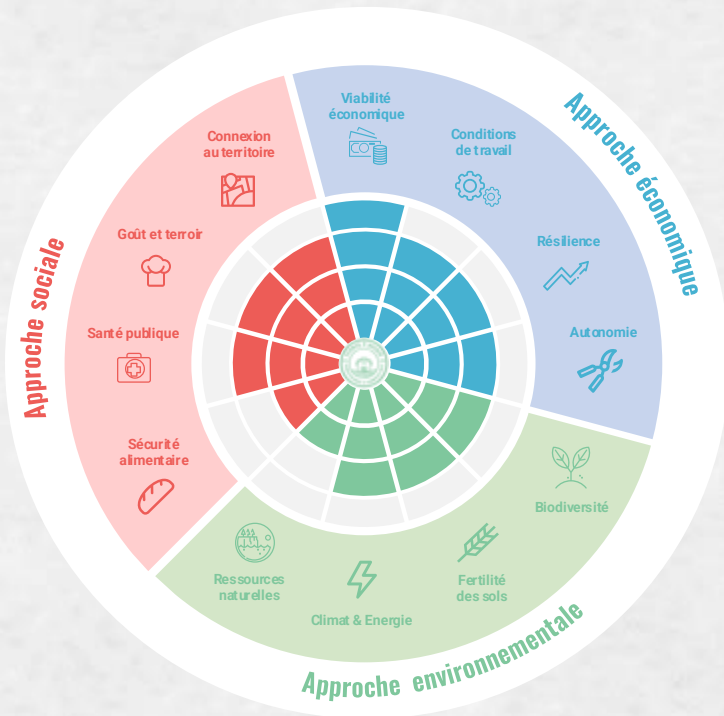 Approche économique
Viabilité
économique
Conditions
de travail
Résilience
Autonomie
Approche environnementale
Biodiversité
Fertilité
des sols
Climat & Energie
Ressources
naturelles
Approche sociale
Sécurité
alimentaire
Santé publique
Goût et terroir
Connexion
au territoire